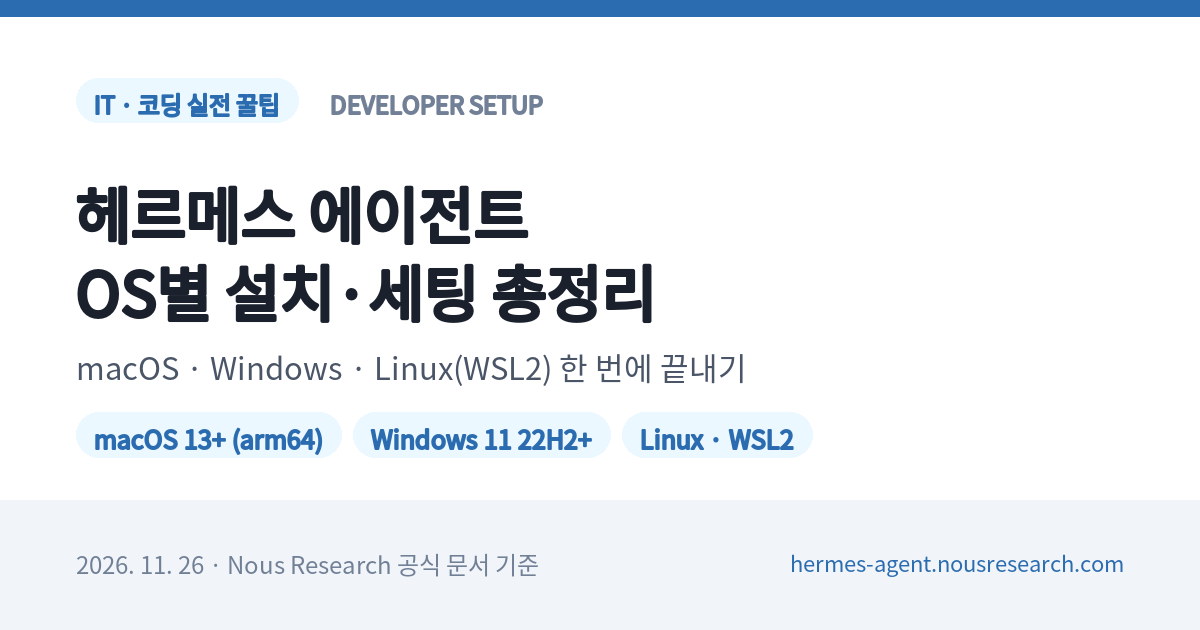 IT · 코딩 실전 꿀팁
DEVELOPER SETUP
헤르메스 에이전트
OS별 설치·세팅 총정리
macOS · Windows · Linux(WSL2) 한 번에 끝내기
macOS 13+ (arm64)
Windows 11 22H2+
Linux · WSL2
2026. 11. 26 · Nous Research 공식 문서 기준
hermes-agent.nousresearch.com